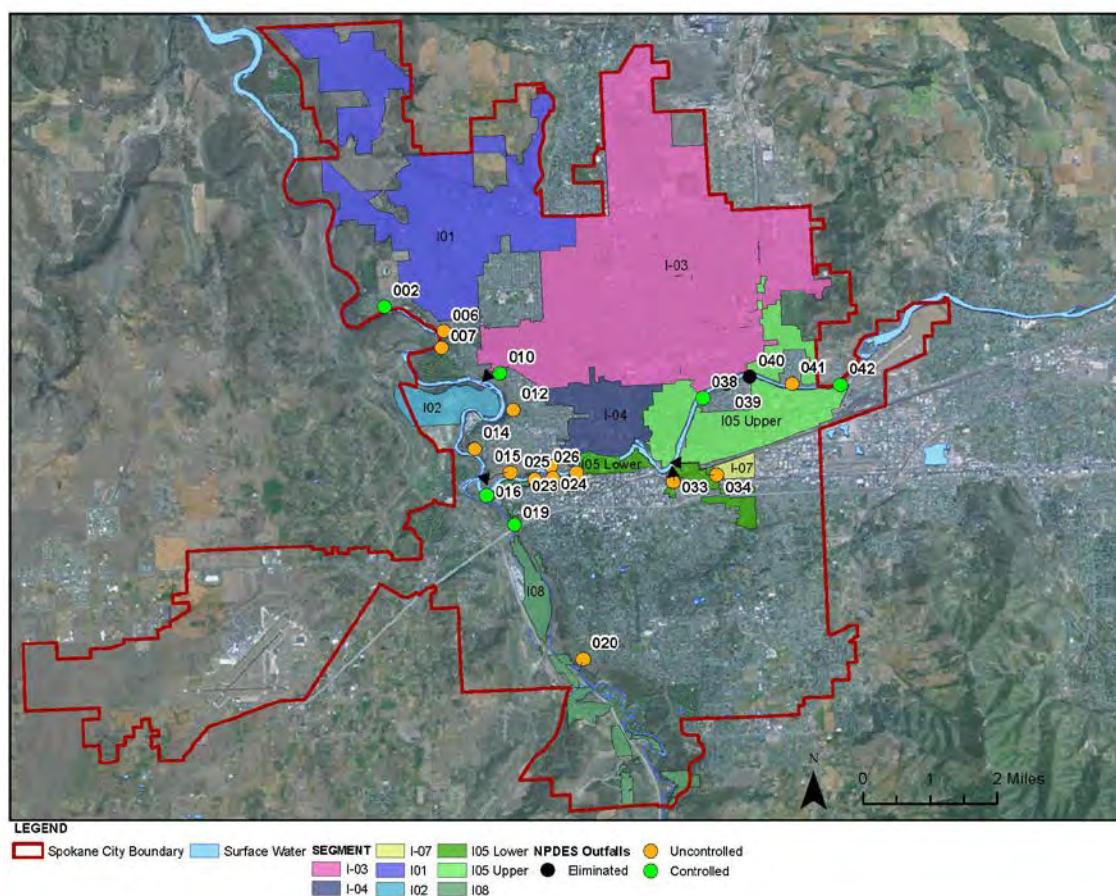 I01
I-03
002
006
007
010
012
I02
I-04
038
040
041
042
039
I05 Upper
014
015
025
026
I05 Lower
I-07
016
023
024
033
034
019
I08
020
N
0 1 2 Miles
LEGEND
Spokane City Boundary Surface Water SEGMENT I-07 I05 Lower NPDES Outfalls Uncontrolled
I-03 I01 I05 Upper Eliminated Controlled
I-04 I02 I08